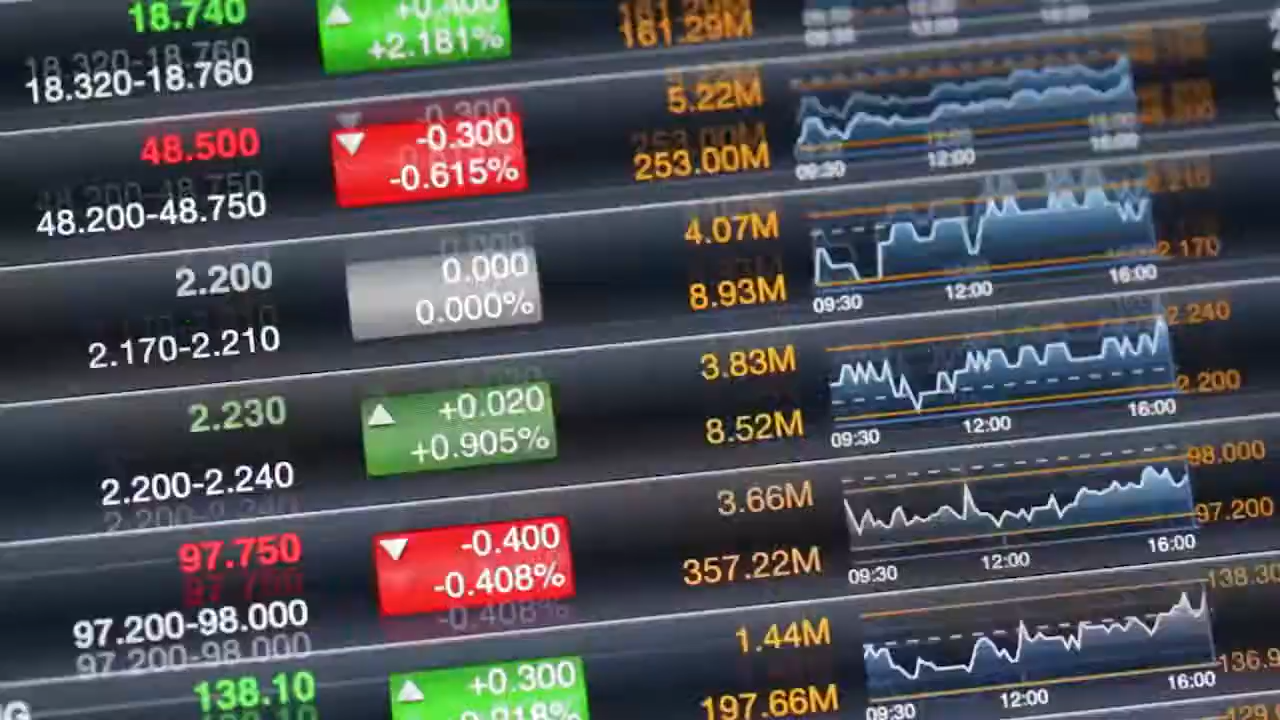 18.740
+0.400
+2.181%
161.29M
18.320-18.760
48.500
-0.300
-0.615%
5.22M
253.00M
48.200-48.750
09:30 12:00 16:00
2.200
0.000
0.000%
4.07M
8.93M
2.170-2.210
2.170
09:30 12:00 16:00
2.230
+0.020
+0.905%
3.83M
8.52M
2.200-2.240
2.240
2.200
09:30 12:00 16:00
97.750
-0.400
-0.408%
3.66M
357.22M
97.200-98.000
98.000
97.200
09:30 12:00 16:00
138.10
+0.300
1.44M
197.66M
09:30 12:00 16:00